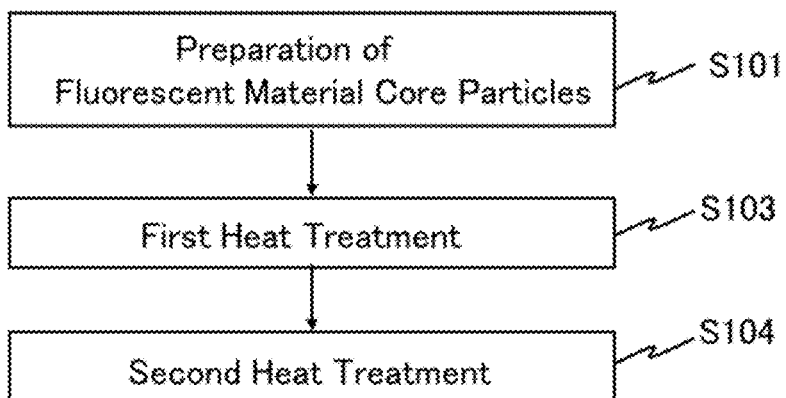 Preparation of
Fluorescent Material Core Particles
S101
First Heat Treatment
S103
Second Heat Treatment
S104